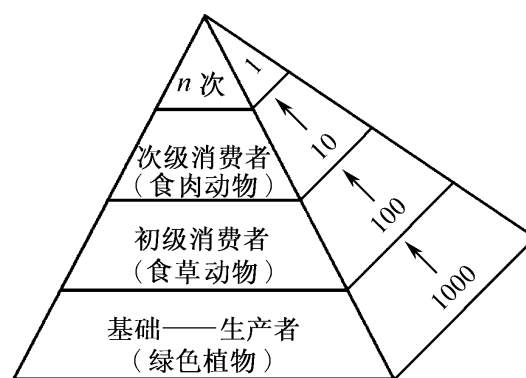 n 次
1
次级消费者
（食肉动物）
10
初级消费者
（食草动物）
100
基础——生产者
（绿色植物）
1000